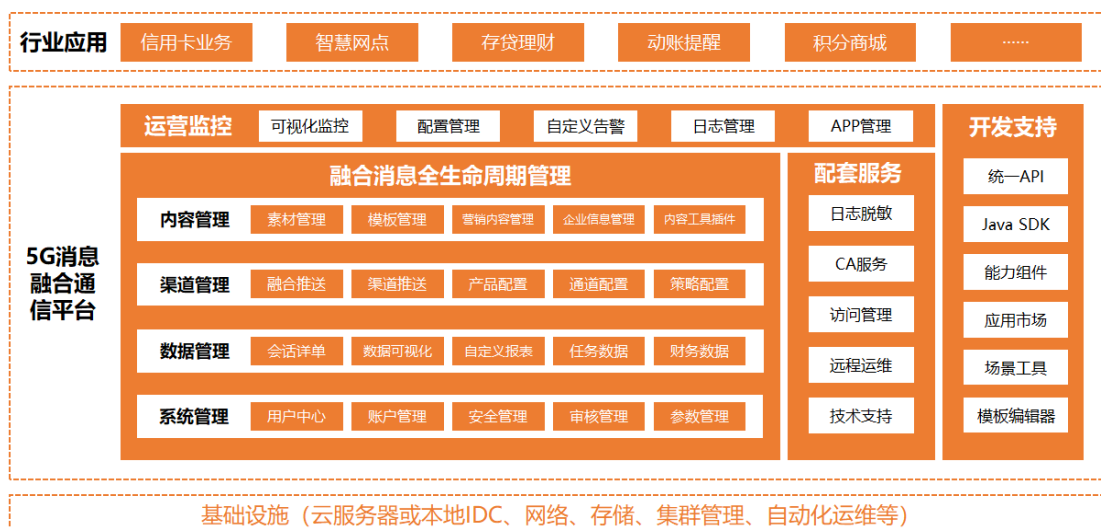 行业应用
信用卡业务
智慧网点
存贷理财
动账提醒
积分商城
······
5G消息
融合通
信平台
运营监控
可视化监控
配置管理
自定义告警
日志管理
APP管理
融合消息全生命周期管理
内容管理
素材管理
模板管理
营销内容管理
企业信息管理
内容工具插件
渠道管理
融合推送
渠道推送
产品配置
通道配置
策略配置
数据管理
会话详单
数据可视化
自定义报表
任务数据
财务数据
系统管理
用户中心
账户管理
安全管理
审核管理
参数管理
配套服务
日志脱敏
CA服务
访问管理
远程运维
技术支持
开发支持
统一API
Java SDK
能力组件
应用市场
场景工具
模板编辑器
基础设施（云服务器或本地IDC、网络、存储、集群管理、自动化运维等）